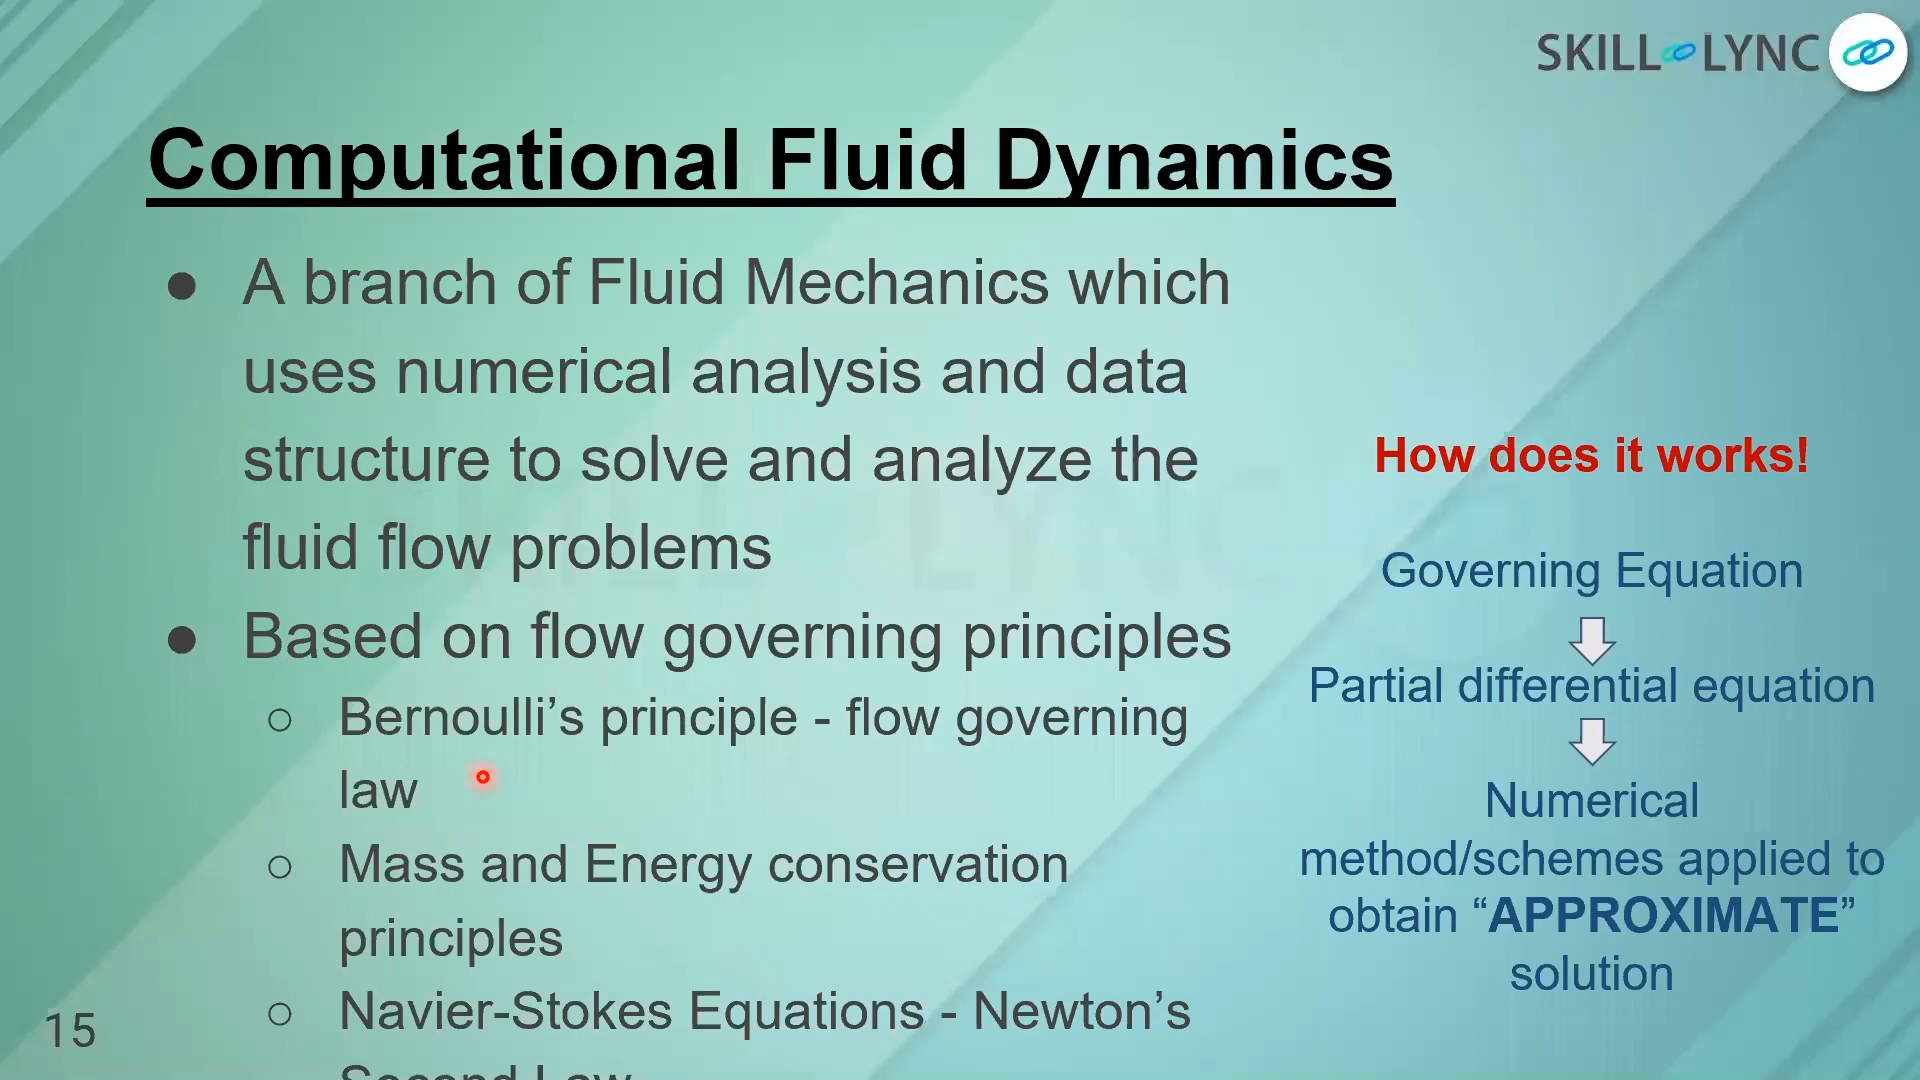 SKILL LYNC
Computational Fluid Dynamics
● A branch of Fluid Mechanics which
uses numerical analysis and data
structure to solve and analyze the
fluid flow problems
● Based on flow governing principles
○ Bernoulli’s principle - flow governing
law
○ Mass and Energy conservation
principles
○ Navier-Stokes Equations - Newton’s
Second Law
How does it works!
Governing Equation
Partial differential equation
Numerical
method/schemes applied to
obtain “APPROXIMATE”
solution
15